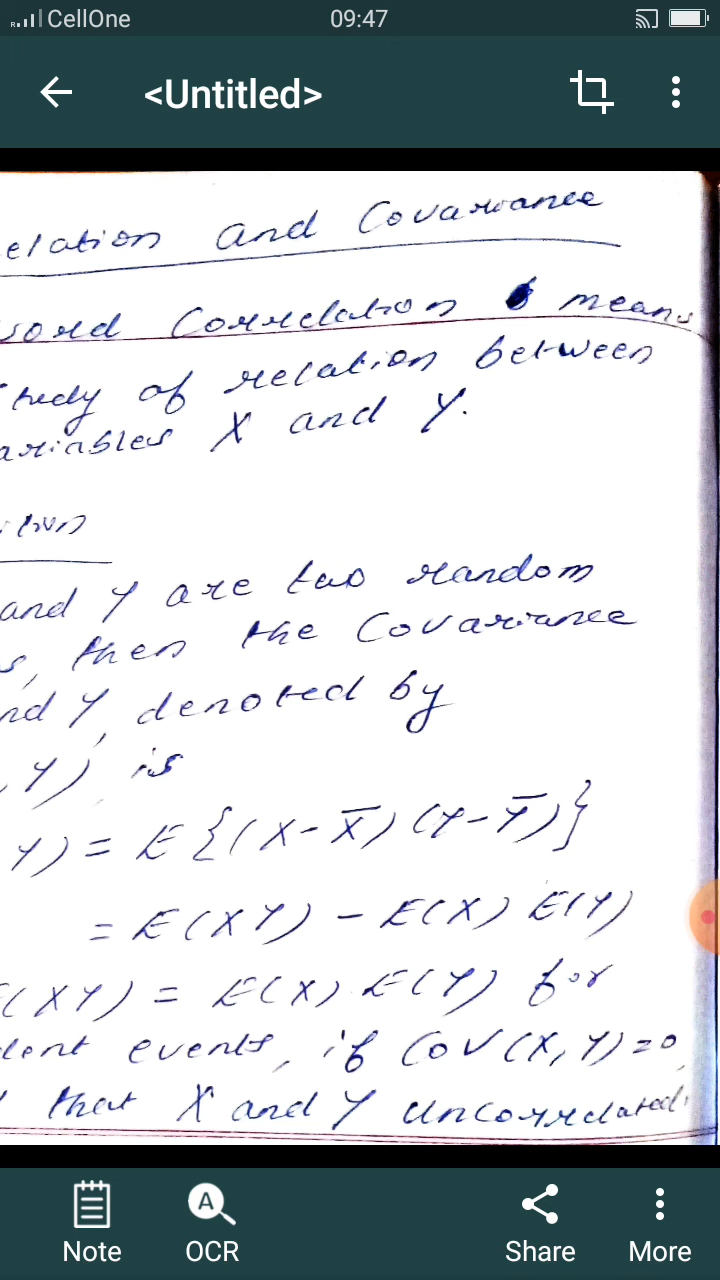 CellOne 09:47
<Untitled>
elation and Covariance
word Correlation means
tudy of relation between
ariables X and Y.
ition
and Y are two random
s, then the Covariance
nd Y, denoted by
, Y) is
Y) = E{(X-X̅)(Y-Y̅)}
= E(XY) - E(X) E(Y)
E(XY) = E(X) E(Y) for
dent events, if COV(X,Y)=0
that X and Y Uncorrelated.
A
Note OCR Share More